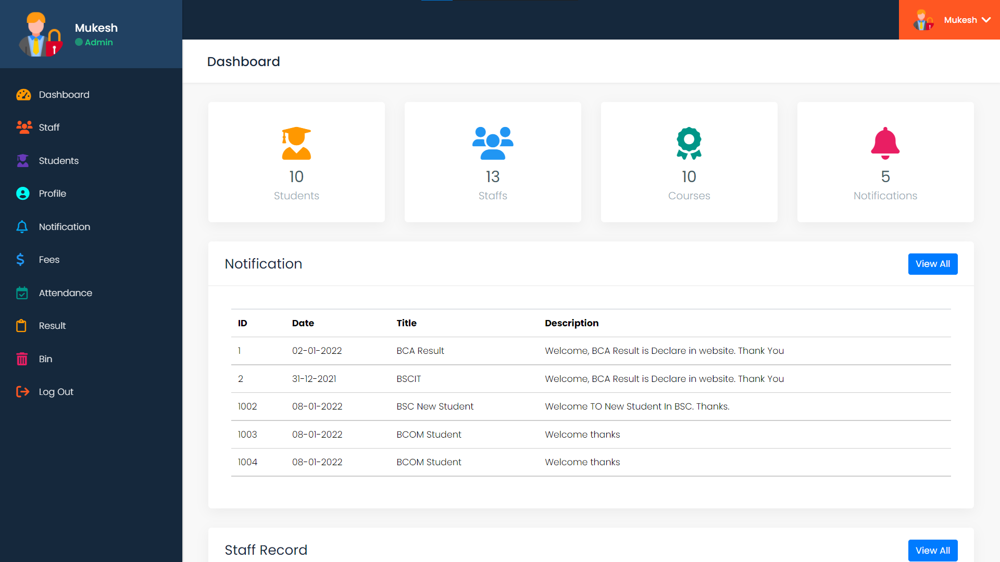 Mukesh
Admin
Mukesh
Dashboard
Staff
Students
Profile
Notification
Fees
Attendance
Result
Bin
Log Out
Dashboard
10
Students
13
Staffs
10
Courses
5
Notifications
Notification
View All
ID Date Title Description
1 02-01-2022 BCA Result Welcome, BCA Result is Declare in website. Thank You
2 31-12-2021 BSCIT Welcome, BCA Result is Declare in website. Thank You
1002 08-01-2022 BSC New Student Welcome TO New Student In BSC. Thanks.
1003 08-01-2022 BCOM Student Welcome thanks
1004 08-01-2022 BCOM Student Welcome thanks
Staff Record
View All